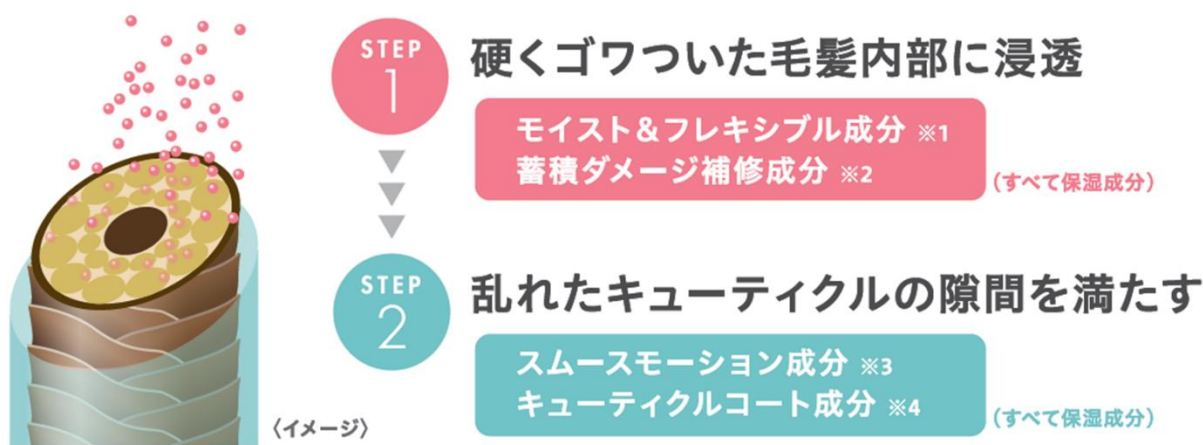 STEP
1
硬くゴワついた毛髪内部に浸透
モイスト＆フレキシブル成分 ※1
蓄積ダメージ補修成分 ※2
(すべて保湿成分)
STEP
2
乱れたキューティクルの隙間を満たす
スムースモーション成分 ※3
キューティクルコート成分 ※4
(すべて保湿成分)
〈イメージ〉